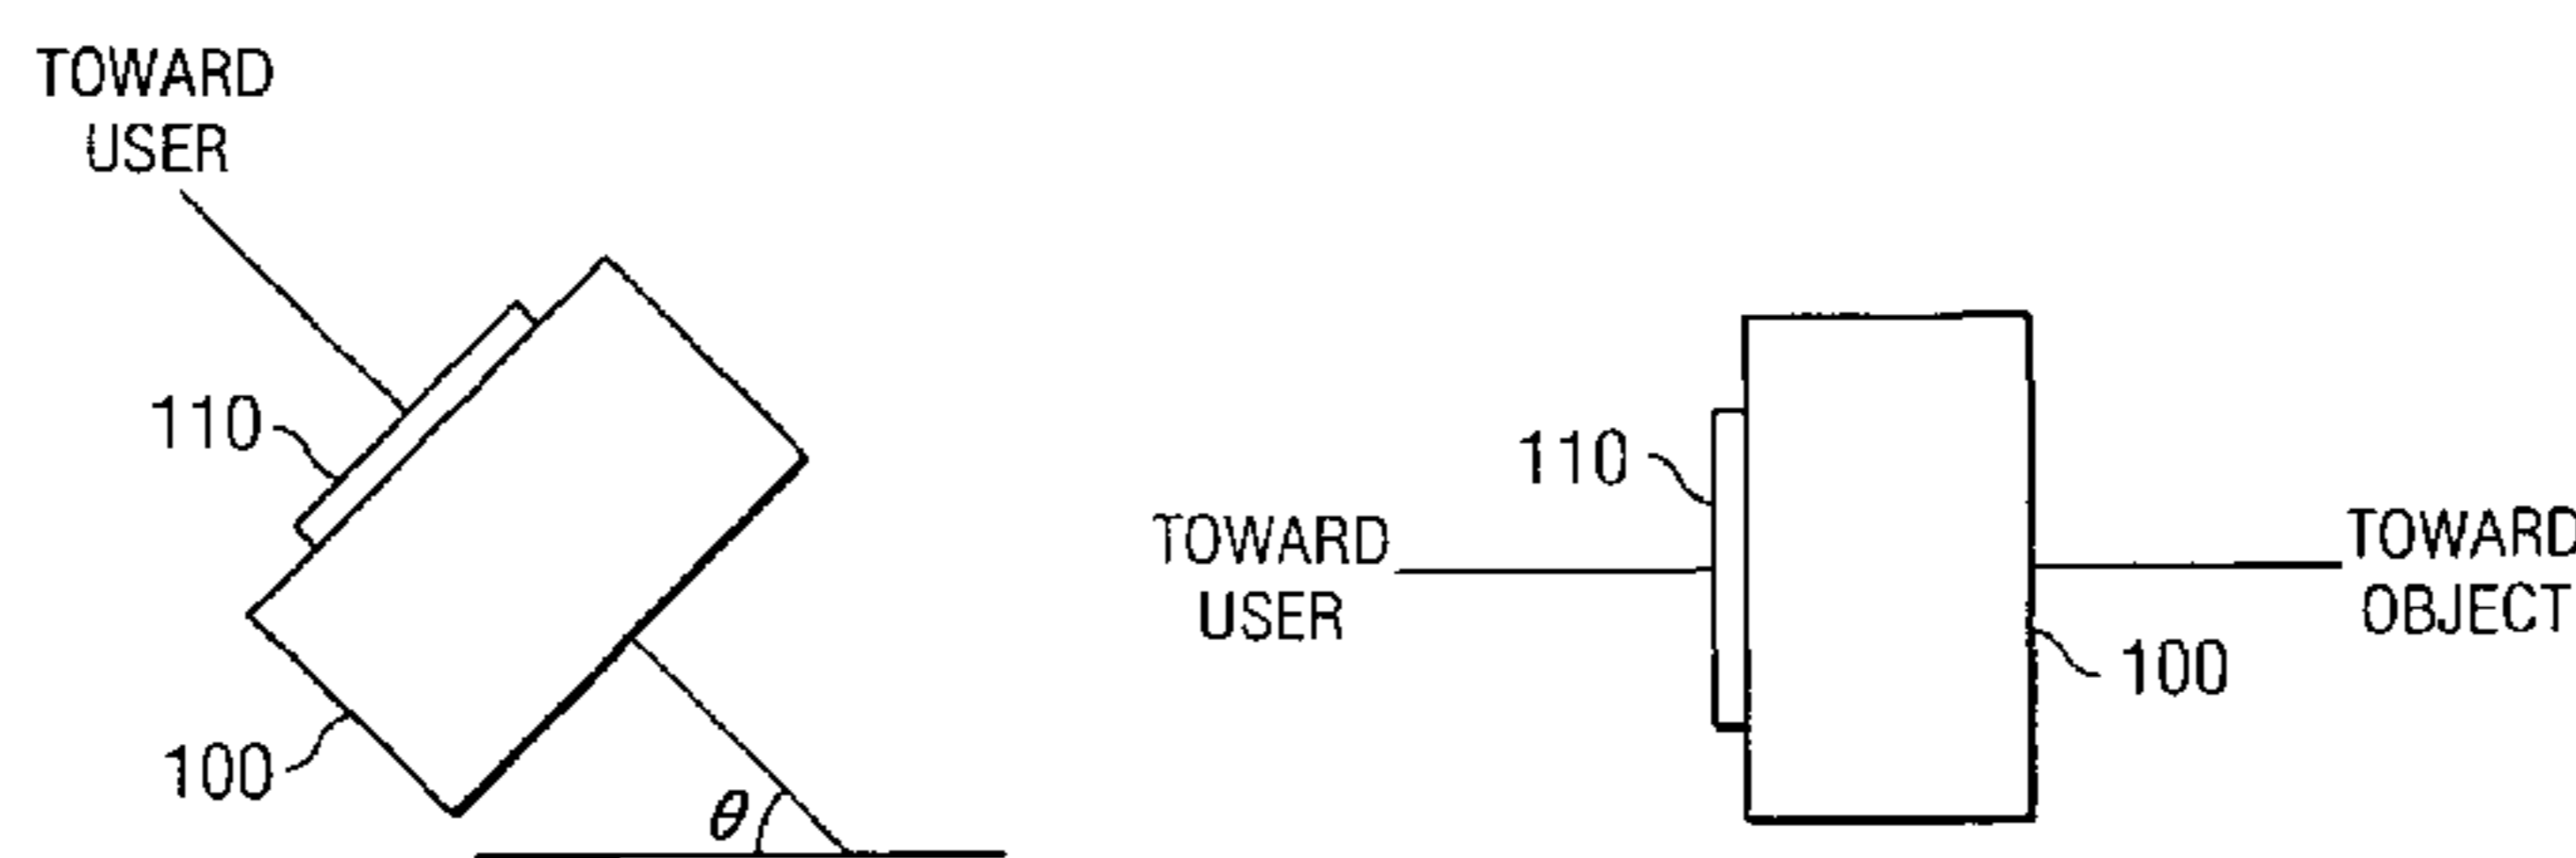 TOWARD
USER
110
100
θ
110
TOWARD
USER
TOWARD
OBJECT
100